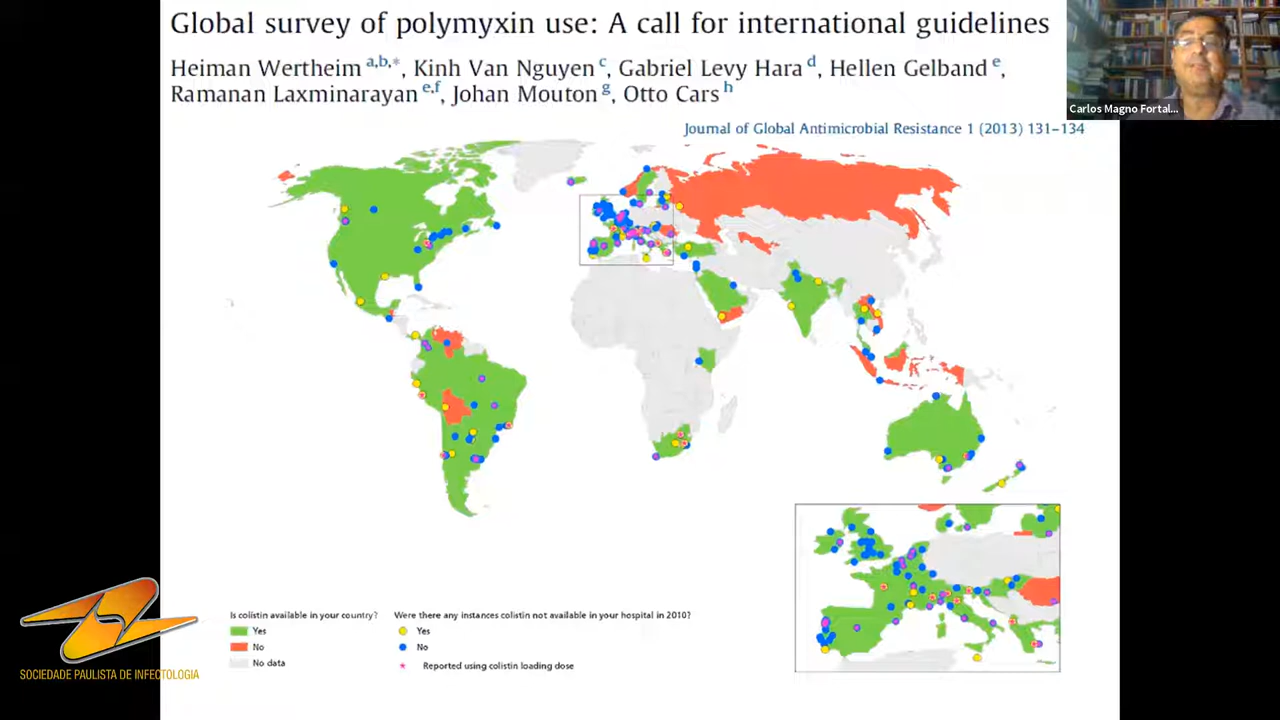 Global survey of polymyxin use: A call for international guidelines
Heiman Wertheim a,b,*, Kinh Van Nguyen c, Gabriel Levy Hara d, Hellen Gelband e,
Ramanan Laxminarayan e,f, Johan Mouton g, Otto Cars h
Carlos Magno Fortal...
Journal of Global Antimicrobial Resistance 1 (2013) 131–134
Is colistin available in your country?
Yes
No
No data
Were there any instances colistin not available in your hospital in 2010?
Yes
No
Reported using colistin loading dose
SOCIEDADE PAULISTA DE INFECTOLOGIA